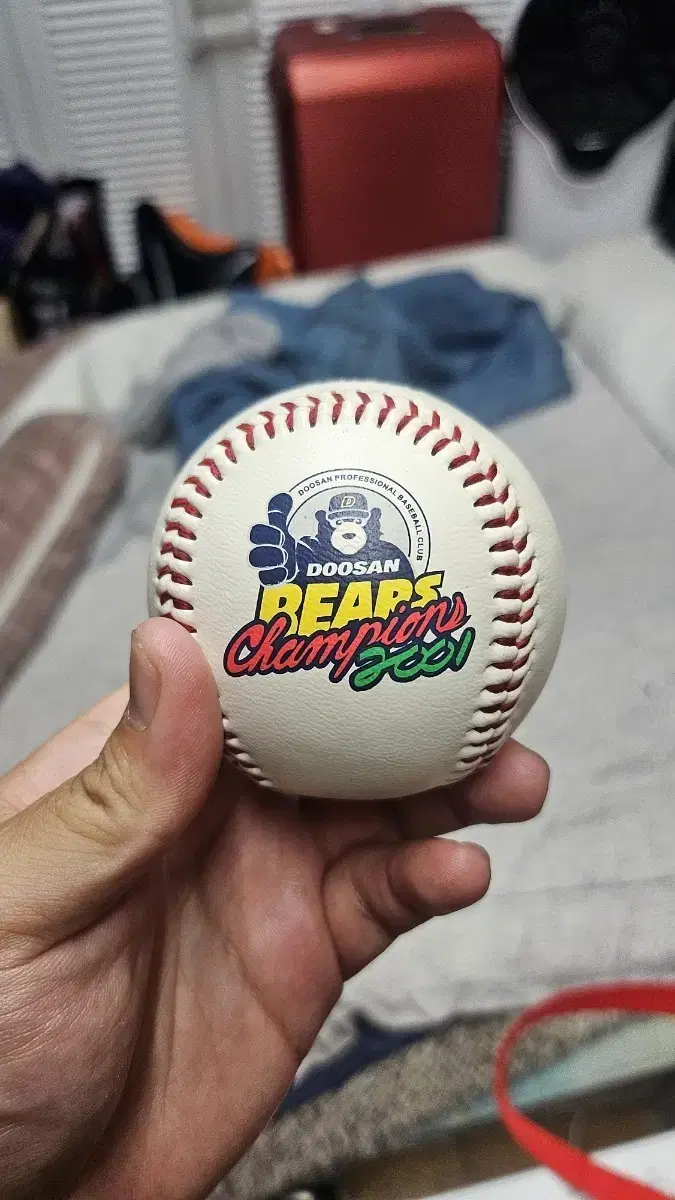 DOOSAN PROFESSIONAL BASEBALL CLUB
D
DOOSAN
BEARS
Champions
2001